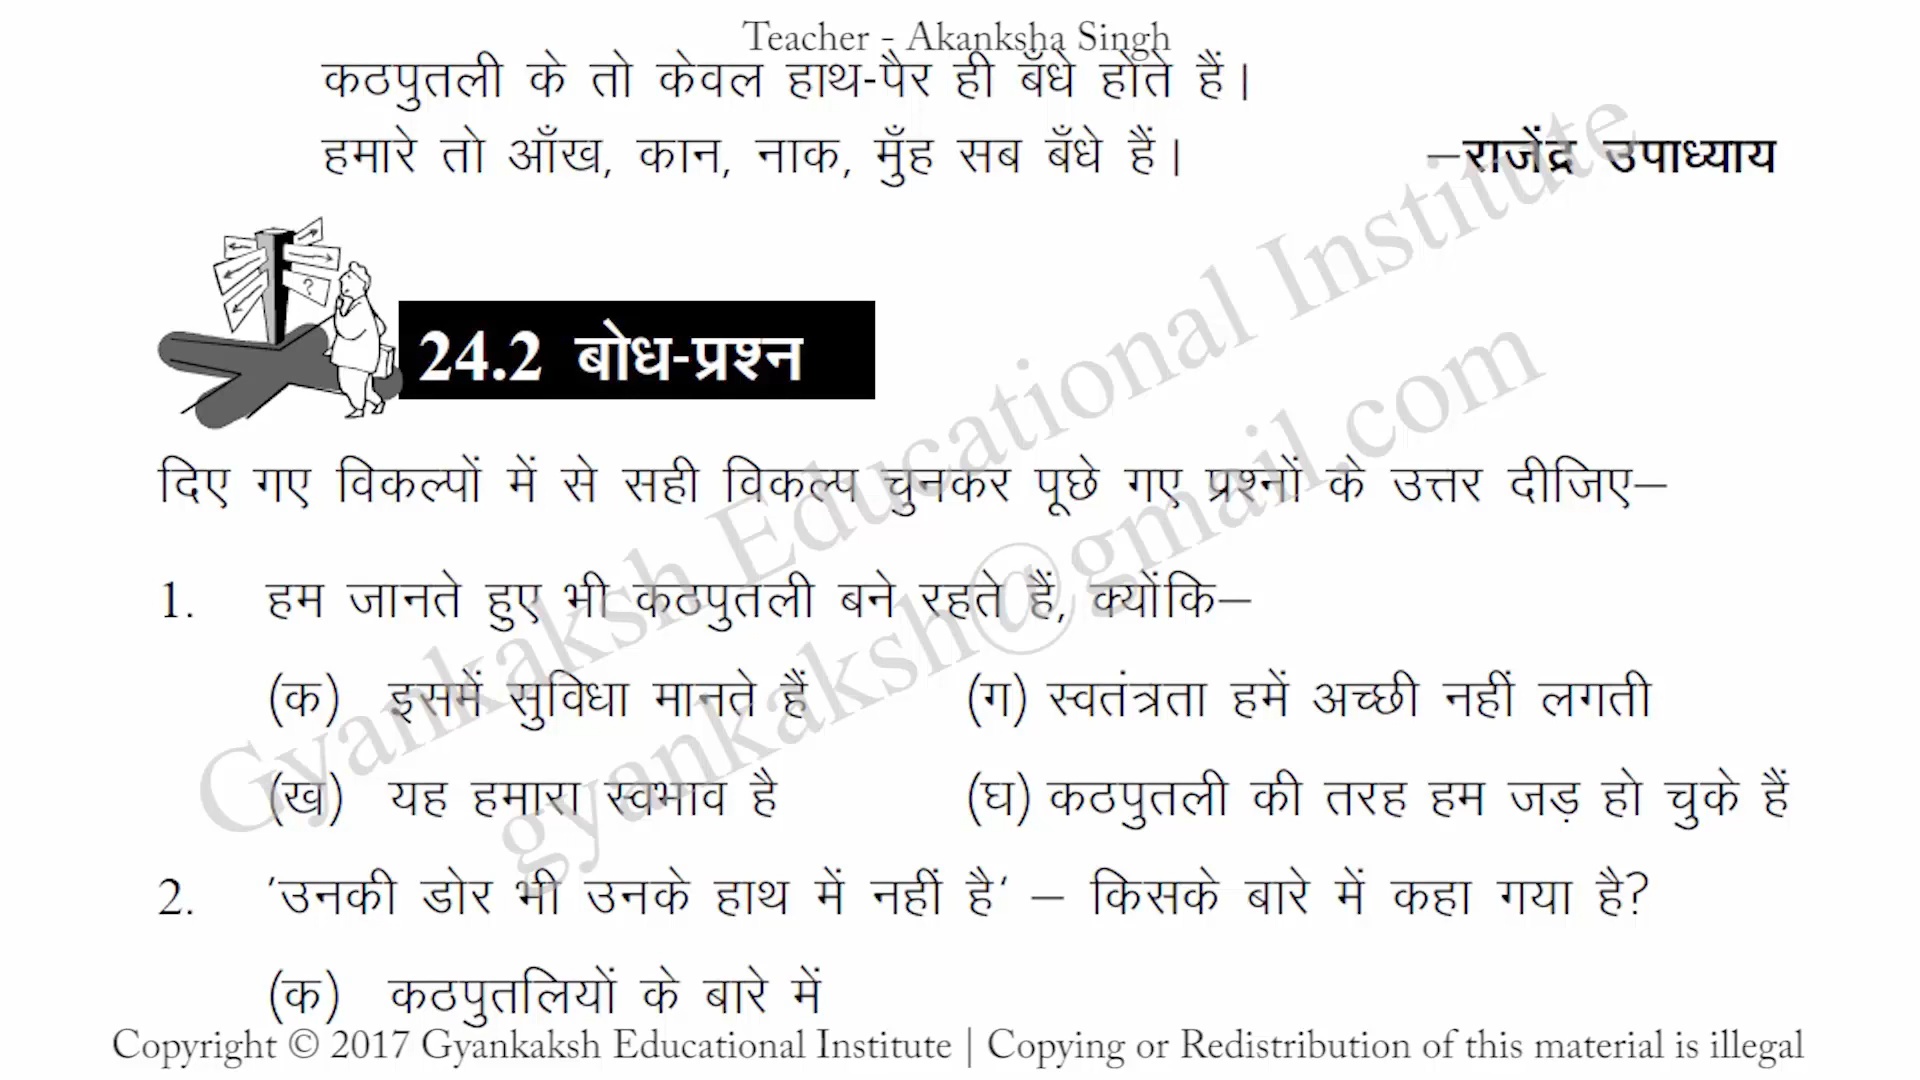 Teacher - Akanksha Singh
कठपुतली के तो केवल हाथ-पैर ही बँधे होते हैं।
हमारे तो आँख, कान, नाक, मुँह सब बँधे हैं।
–राजेंद्र उपाध्याय
?
24.2 बोध-प्रश्न
दिए गए विकल्पों में से सही विकल्प चुनकर पूछे गए प्रश्नों के उत्तर दीजिए–
1. हम जानते हुए भी कठपुतली बने रहते हैं, क्योंकि–
(क) इसमें सुविधा मानते हैं (ग) स्वतंत्रता हमें अच्छी नहीं लगती
(ख) यह हमारा स्वभाव है (घ) कठपुतली की तरह हम जड़ हो चुके हैं
2. 'उनकी डोर भी उनके हाथ में नहीं है‘ – किसके बारे में कहा गया है?
(क) कठपुतलियों के बारे में
Gyankaksh Educational Institute
gyankaksh@gmail.com
Copyright © 2017 Gyankaksh Educational Institute | Copying or Redistribution of this material is illegal